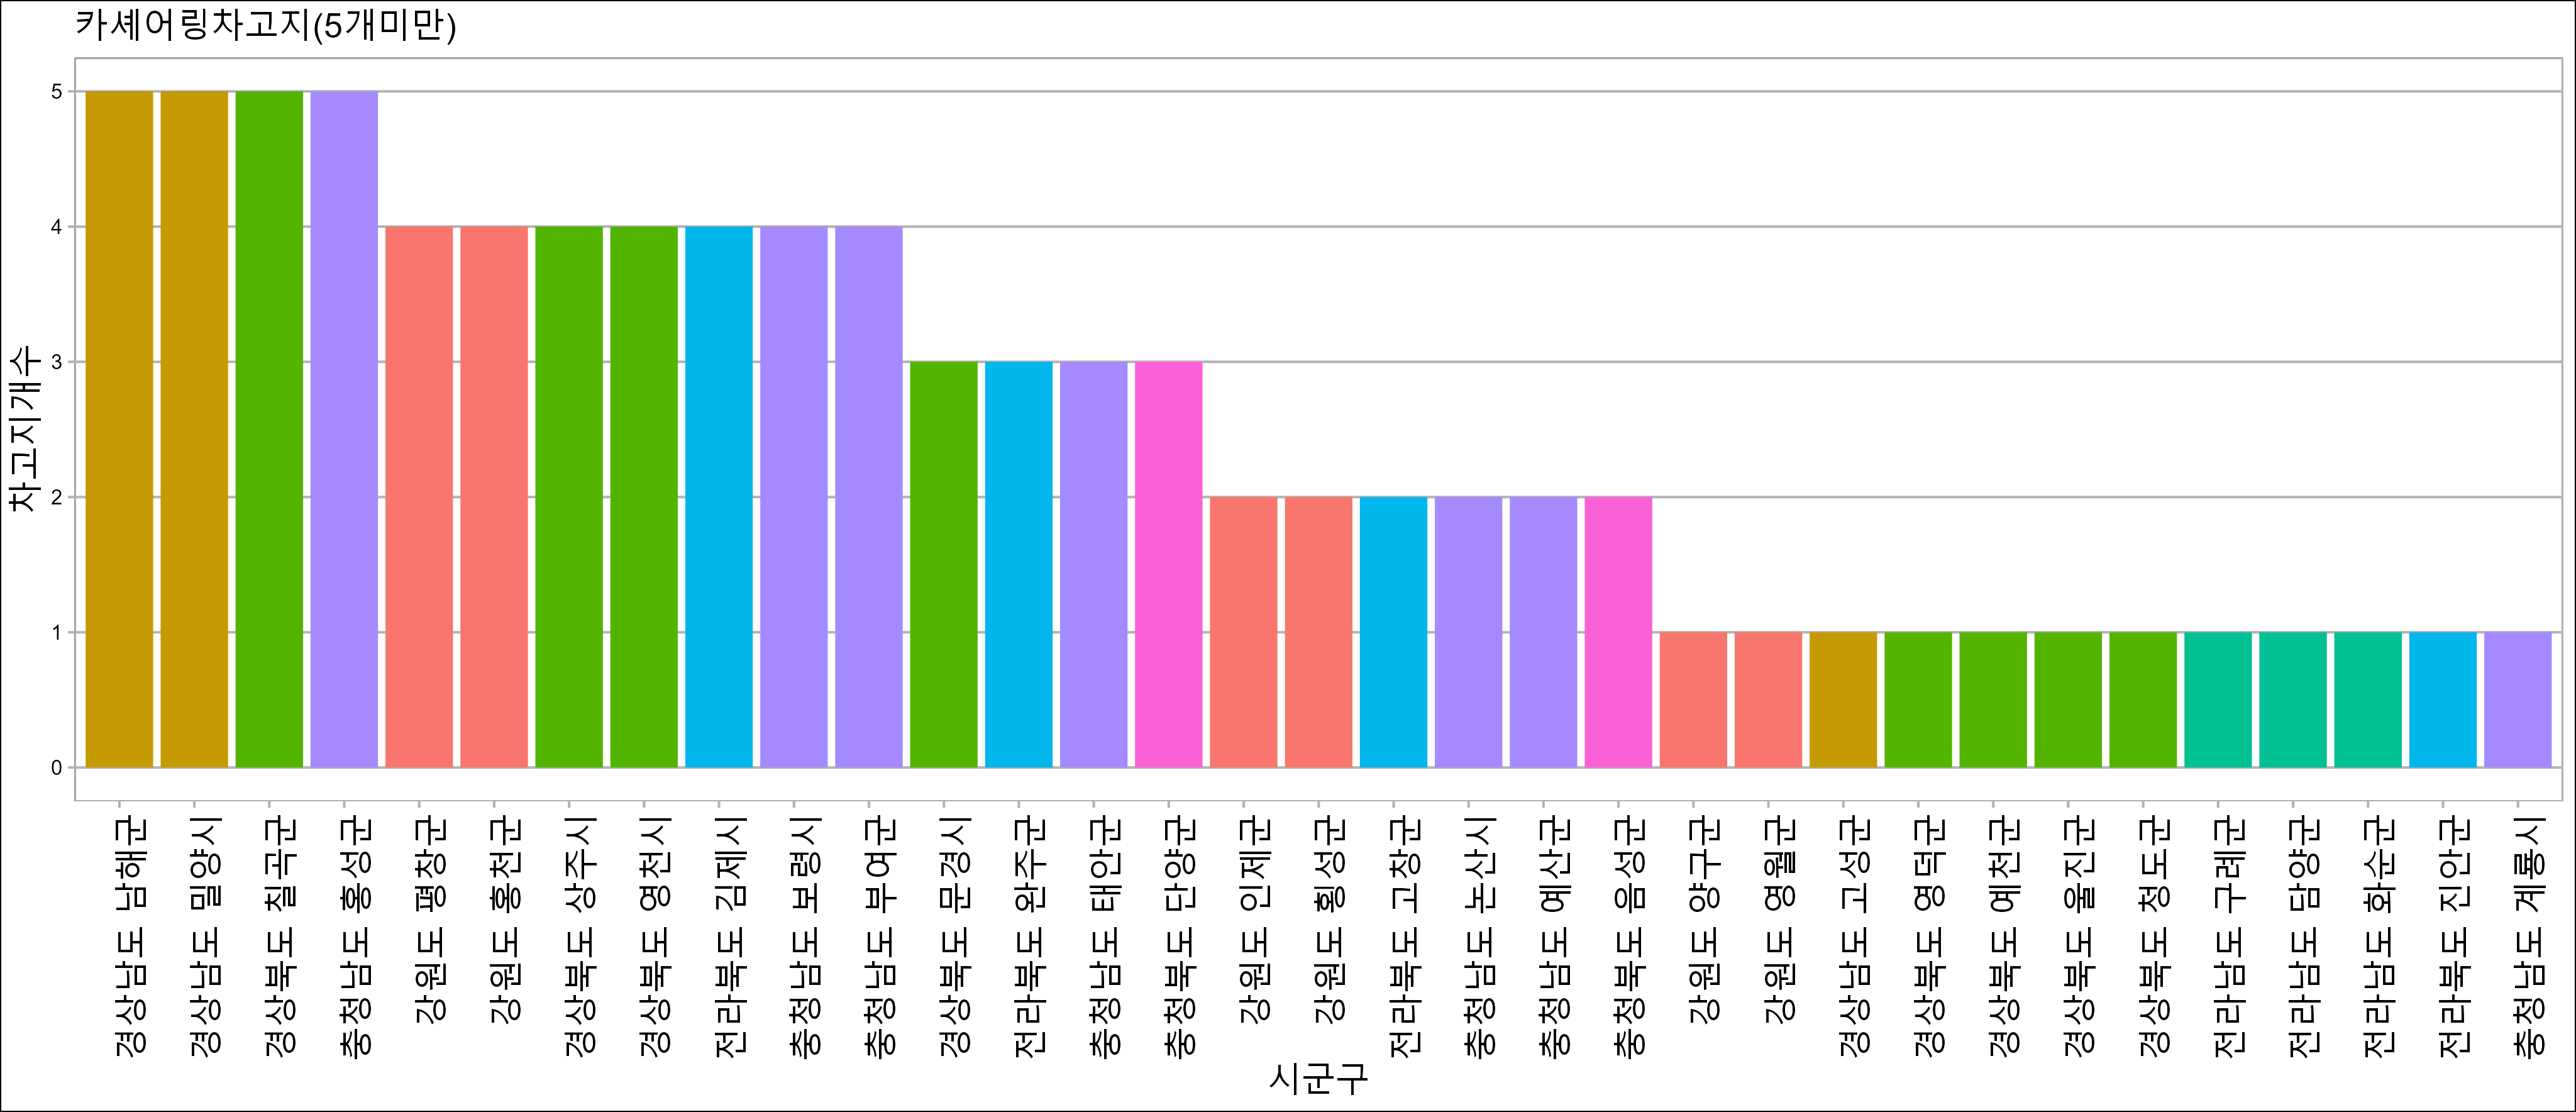 카셰어링차고지(5개미만)
차고지개수
5
4
3
2
1
0
경상남도 남해군
경상남도 밀양시
경상북도 칠곡군
충청남도 홍성군
강원도 평창군
강원도 홍천군
경상북도 상주시
경상북도 영천시
전라북도 김제시
충청남도 보령시
충청남도 부여군
경상북도 문경시
전라북도 완주군
충청남도 태안군
충청북도 단양군
강원도 인제군
강원도 횡성군
전라북도 고창군
충청남도 논산시
충청남도 예산군
충청북도 음성군
강원도 양구군
강원도 영월군
경상남도 고성군
경상북도 영덕군
경상북도 예천군
경상북도 울진군
경상북도 청도군
전라남도 구례군
전라남도 담양군
전라남도 화순군
전라북도 진안군
충청남도 계룡시
시군구